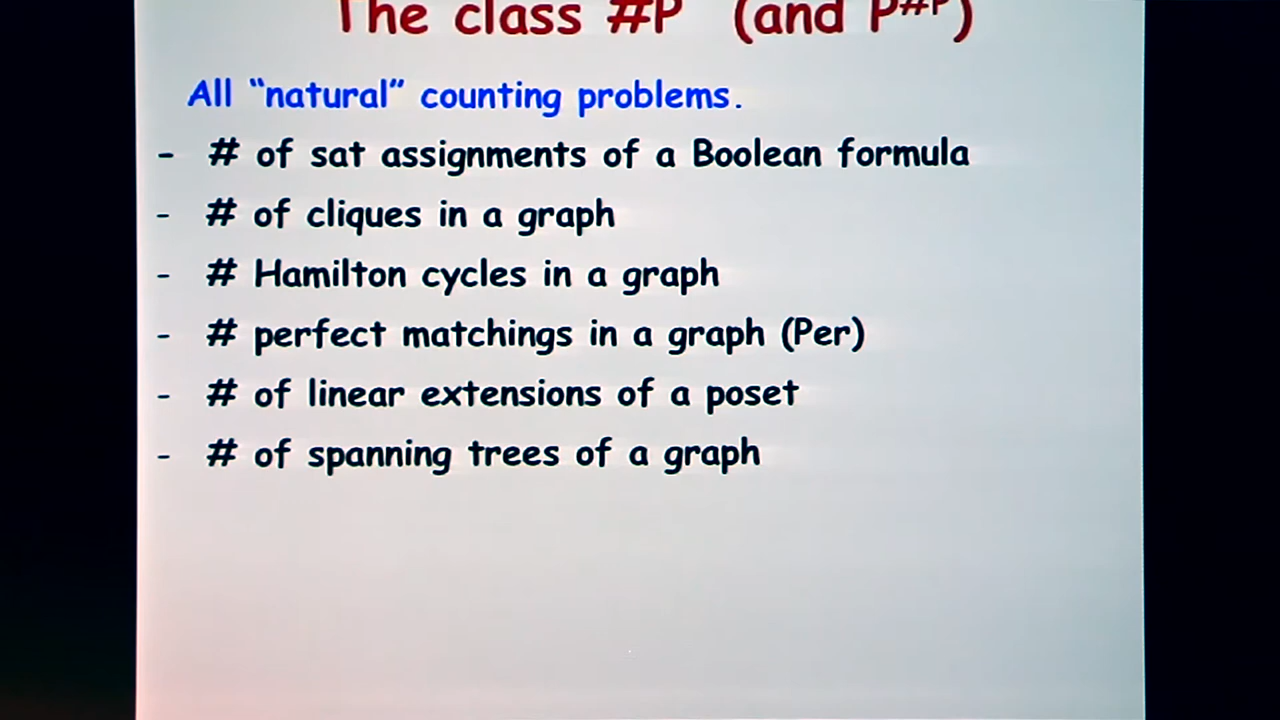 The class #P (and P#P)
All “natural” counting problems.
- # of sat assignments of a Boolean formula
- # of cliques in a graph
- # Hamilton cycles in a graph
- # perfect matchings in a graph (Per)
- # of linear extensions of a poset
- # of spanning trees of a graph